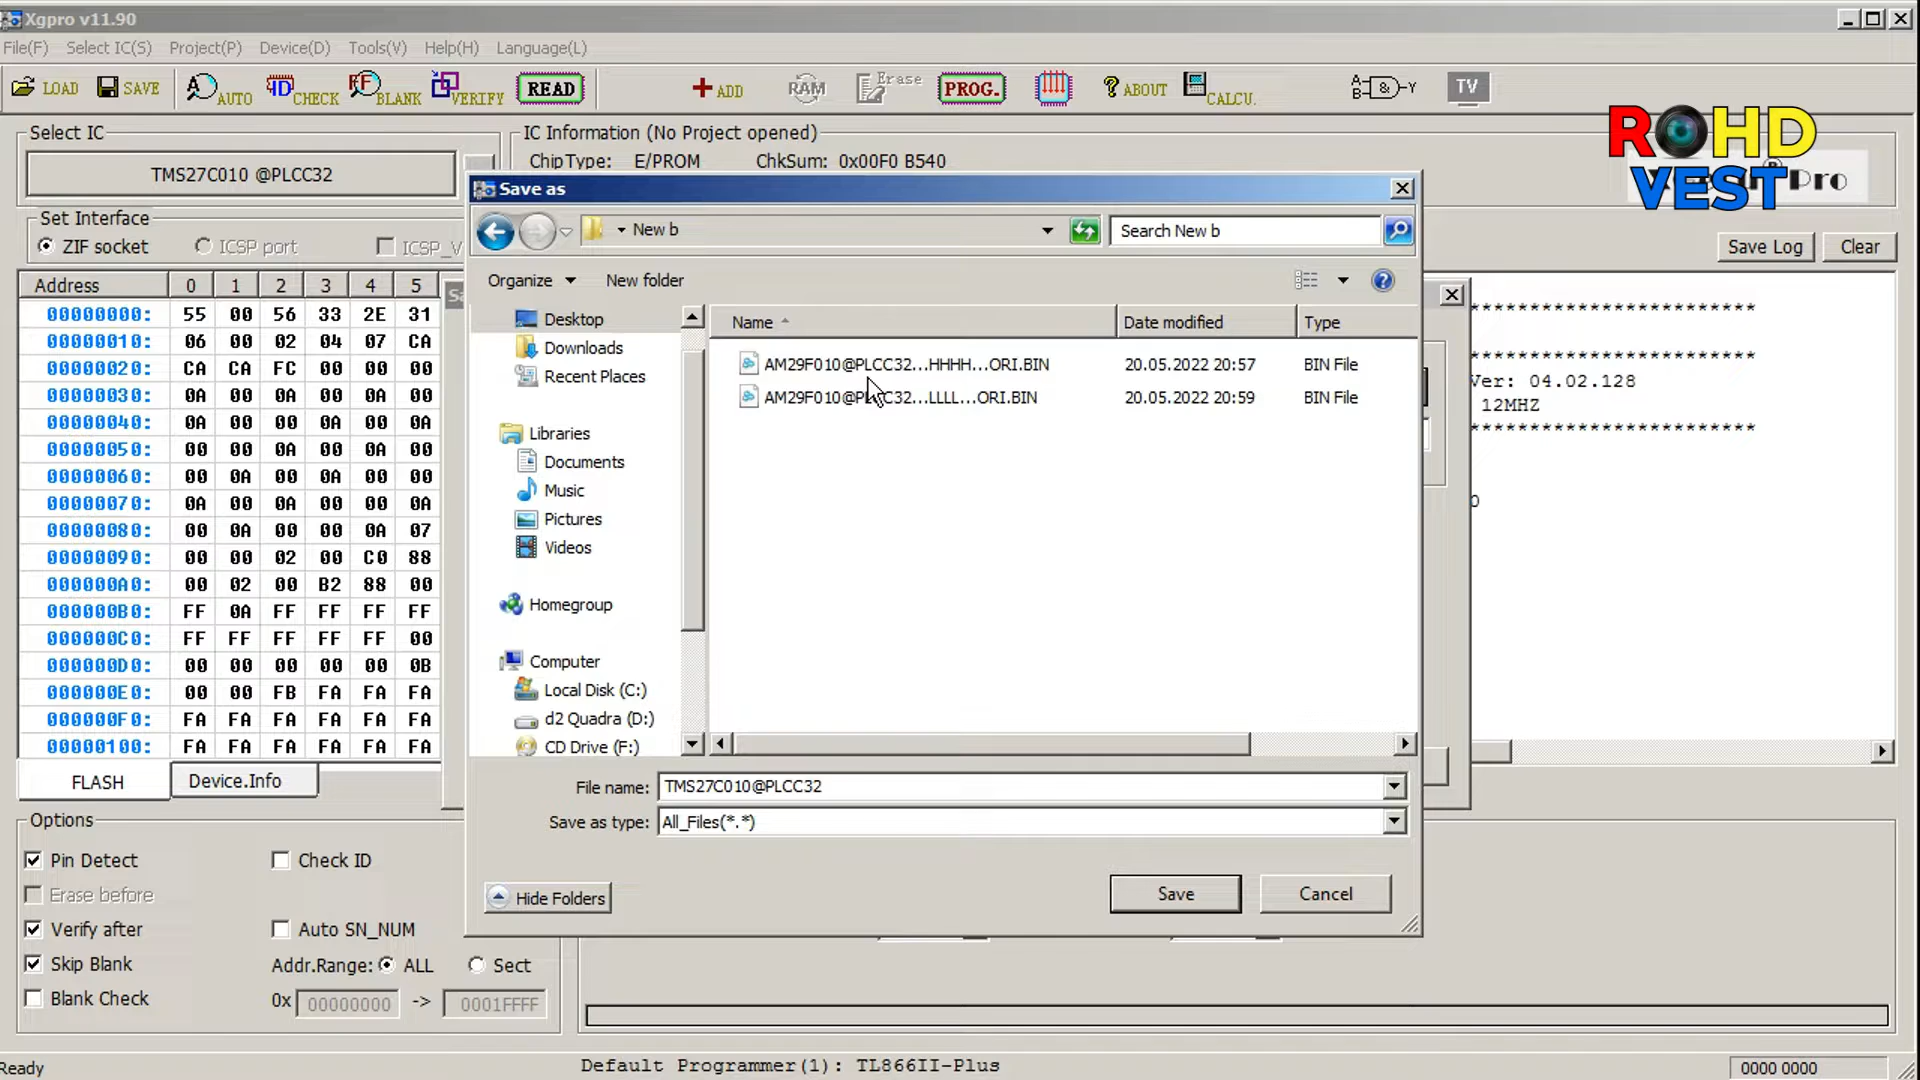 Xgpro v11.90
File(F) Select IC(S) Project(P) Device(D) Tools(V) Help(H) Language(L)
LOAD SAVE AUTO CHECK BLANK VERIFY READ ADD RAM Erase PROG. ABOUT CALCU. TV
ROHD
VEST
Pro
Select IC
TMS27C010 @PLCC32
IC Information (No Project opened)
ChipType: E/PROM ChkSum: 0x00F0 B540
Set Interface
ZIF socket ICSP port ICSP_V
Save Log Clear
Address 0 1 2 3 4 5
00000000: 55 00 56 33 2E 31
00000010: 06 00 02 04 07 CA
00000020: CA CA FC 00 00 00
00000030: 0A 00 0A 00 0A 00
00000040: 0A 00 00 0A 00 0A
00000050: 00 00 0A 00 0A 00
00000060: 00 0A 00 0A 00 00
00000070: 0A 00 0A 00 00 0A
00000080: 00 0A 00 00 0A 07
00000090: 00 00 02 00 C0 88
000000A0: 00 02 00 B2 88 00
000000B0: FF 0A FF FF FF FF
000000C0: FF FF FF FF FF 00
000000D0: 00 00 00 00 00 0B
000000E0: 00 00 FB FA FA FA
000000F0: FA FA FA FA FA FA
00000100: FA FA FA FA FA FA
FLASH Device.Info
Save as
New b
Search New b
Organize New folder
Desktop
Downloads
Recent Places
Libraries
Documents
Music
Pictures
Videos
Homegroup
Computer
Local Disk (C:)
d2 Quadra (D:)
CD Drive (F:)
Name Date modified Type
AM29F010@PLCC32...HHHH...ORI.BIN 20.05.2022 20:57 BIN File
AM29F010@PLCC32...LLLL...ORI.BIN 20.05.2022 20:59 BIN File
File name: TMS27C010@PLCC32
Save as type: All_Files(*.*)
Hide Folders Save Cancel
************************
************************
Ver: 04.02.128
12MHZ
************************
0
Options
Pin Detect Check ID
Erase before
Verify after Auto SN_NUM
Skip Blank Addr.Range: ALL Sect
Blank Check 0x 00000000 -> 0001FFFF
Ready
Default Programmer(1): TL866II-Plus
0000 0000